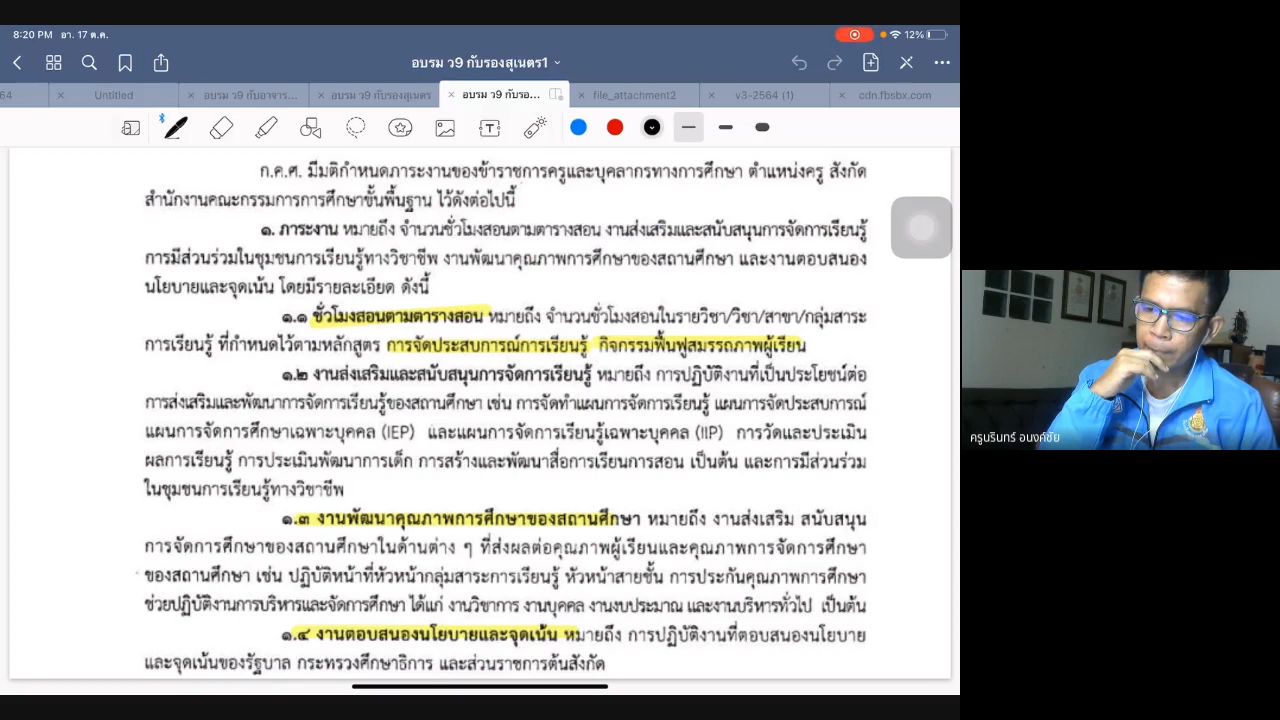 8:20 PM อา. 17 ต.ค.
12%
อบรม ว9 กับรองสุเนตร1
64
Untitled
อบรม ว9 กับอาจาร...
อบรม ว9 กับรองสุเนตร
อบรม ว9 กับรอ...
file_attachment2
v3-2564 (1)
cdn.fbsbx.com
ก.ค.ศ. มีมติกำหนดภาระงานของข้าราชการครูและบุคลากรทางการศึกษา ตำแหน่งครู สังกัด
สำนักงานคณะกรรมการการศึกษาขั้นพื้นฐาน ไว้ดังต่อไปนี้
๑. ภาระงาน หมายถึง จำนวนชั่วโมงสอนตามตารางสอน งานส่งเสริมและสนับสนุนการจัดการเรียนรู้
การมีส่วนร่วมในชุมชนการเรียนรู้ทางวิชาชีพ งานพัฒนาคุณภาพการศึกษาของสถานศึกษา และงานตอบสนอง
นโยบายและจุดเน้น โดยมีรายละเอียด ดังนี้
๑.๑ ชั่วโมงสอนตามตารางสอน หมายถึง จำนวนชั่วโมงสอนในรายวิชา/วิชา/สาขา/กลุ่มสาระ
การเรียนรู้ ที่กำหนดไว้ตามหลักสูตร การจัดประสบการณ์การเรียนรู้ กิจกรรมฟื้นฟูสมรรถภาพผู้เรียน
๑.๒ งานส่งเสริมและสนับสนุนการจัดการเรียนรู้ หมายถึง การปฏิบัติงานที่เป็นประโยชน์ต่อ
การส่งเสริมและพัฒนาการจัดการเรียนรู้ของสถานศึกษา เช่น การจัดทำแผนการจัดการเรียนรู้ แผนการจัดประสบการณ์
แผนการจัดการศึกษาเฉพาะบุคคล (IEP) และแผนการจัดการเรียนรู้เฉพาะบุคคล (IIP) การวัดและประเมิน
ผลการเรียนรู้ การประเมินพัฒนาการเด็ก การสร้างและพัฒนาสื่อการเรียนการสอน เป็นต้น และการมีส่วนร่วม
ในชุมชนการเรียนรู้ทางวิชาชีพ
๑.๓ งานพัฒนาคุณภาพการศึกษาของสถานศึกษา หมายถึง งานส่งเสริม สนับสนุน
การจัดการศึกษาของสถานศึกษาในด้านต่าง ๆ ที่ส่งผลต่อคุณภาพผู้เรียนและคุณภาพการจัดการศึกษา
ของสถานศึกษา เช่น ปฏิบัติหน้าที่หัวหน้ากลุ่มสาระการเรียนรู้ หัวหน้าสายชั้น การประกันคุณภาพการศึกษา
ช่วยปฏิบัติงานการบริหารและจัดการศึกษา ได้แก่ งานวิชาการ งานบุคคล งานงบประมาณ และงานบริหารทั่วไป เป็นต้น
๑.๔ งานตอบสนองนโยบายและจุดเน้น หมายถึง การปฏิบัติงานที่ตอบสนองนโยบาย
และจุดเน้นของรัฐบาล กระทรวงศึกษาธิการ และส่วนราชการต้นสังกัด
ครูนรินทร์ อนงค์ชัย